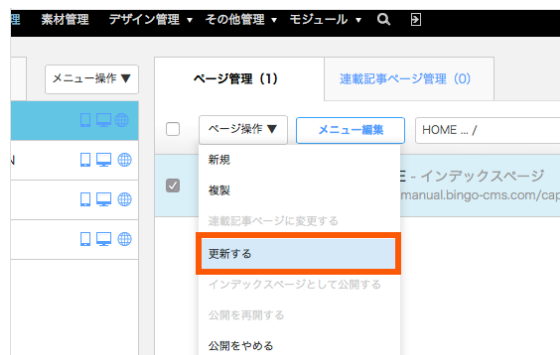 理 素材管理 デザイン管理 ▼ その他管理 ▼ モジュール ▼
メニュー操作 ▼ ページ管理（1） 連載記事ページ管理（0）
ページ操作 ▼ メニュー編集 HOME ... /
新規
E - インデックスページ
N
複製
manual.bingo-cms.com/cap
連載記事ページに変更する
更新する
インデックスページとして公開する
公開を再開する
公開をやめる